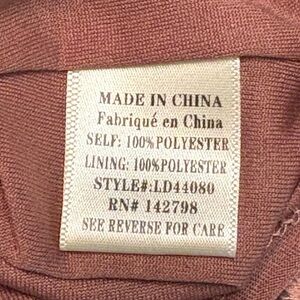 MADE IN CHINA
Fabriqué en China
SELF: 100% POLYESTER
LINING: 100% POLYESTER
STYLE#:LD44080
RN# 142798
SEE REVERSE FOR CARE